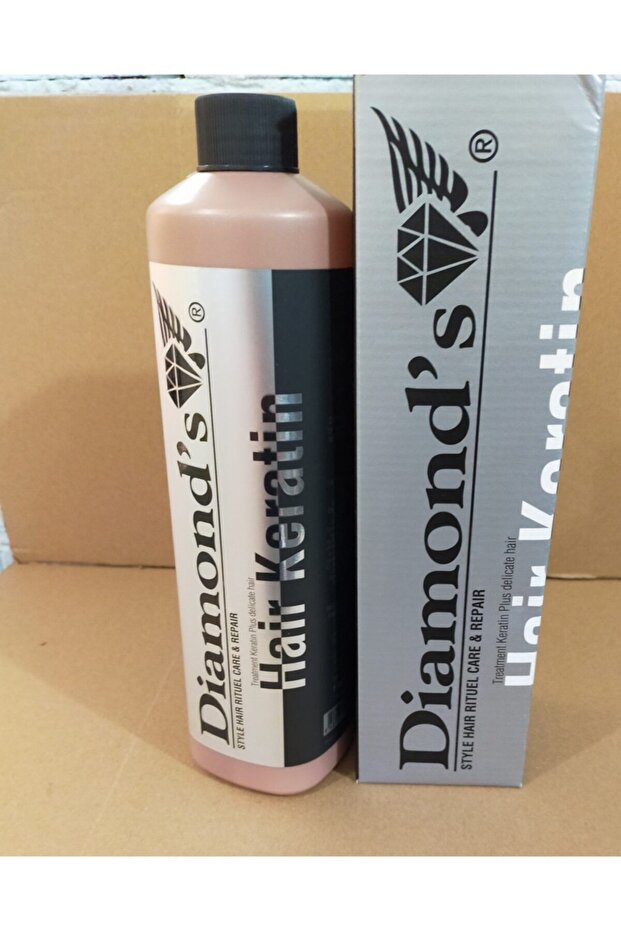 Diamond's®
STYLE HAIR RITUEL CARE & REPAIR
Treatment Keratin Plus delicate hair
Hair Keratin
Diamond's®
STYLE HAIR RITUEL CARE & REPAIR
Treatment Keratin Plus delicate hair
Hair Keratin